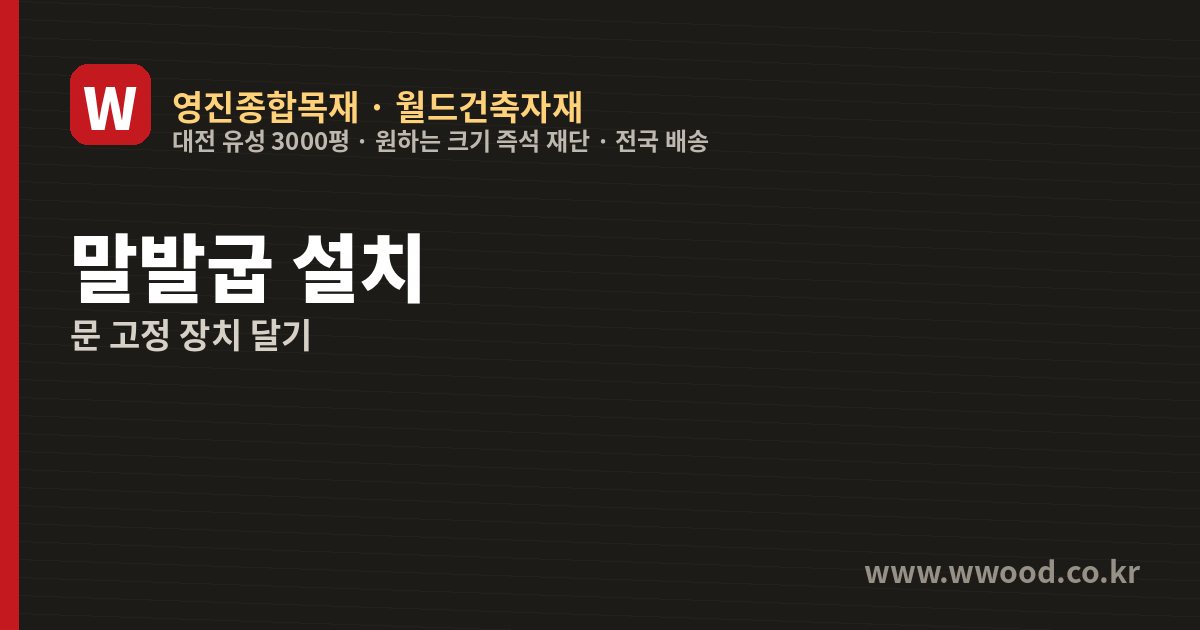 W
영진종합목재 · 월드건축자재
대전 유성 3000평 · 원하는 크기 즉석 재단 · 전국 배송
말발굽 설치
문 고정 장치 달기
www.wwood.co.kr